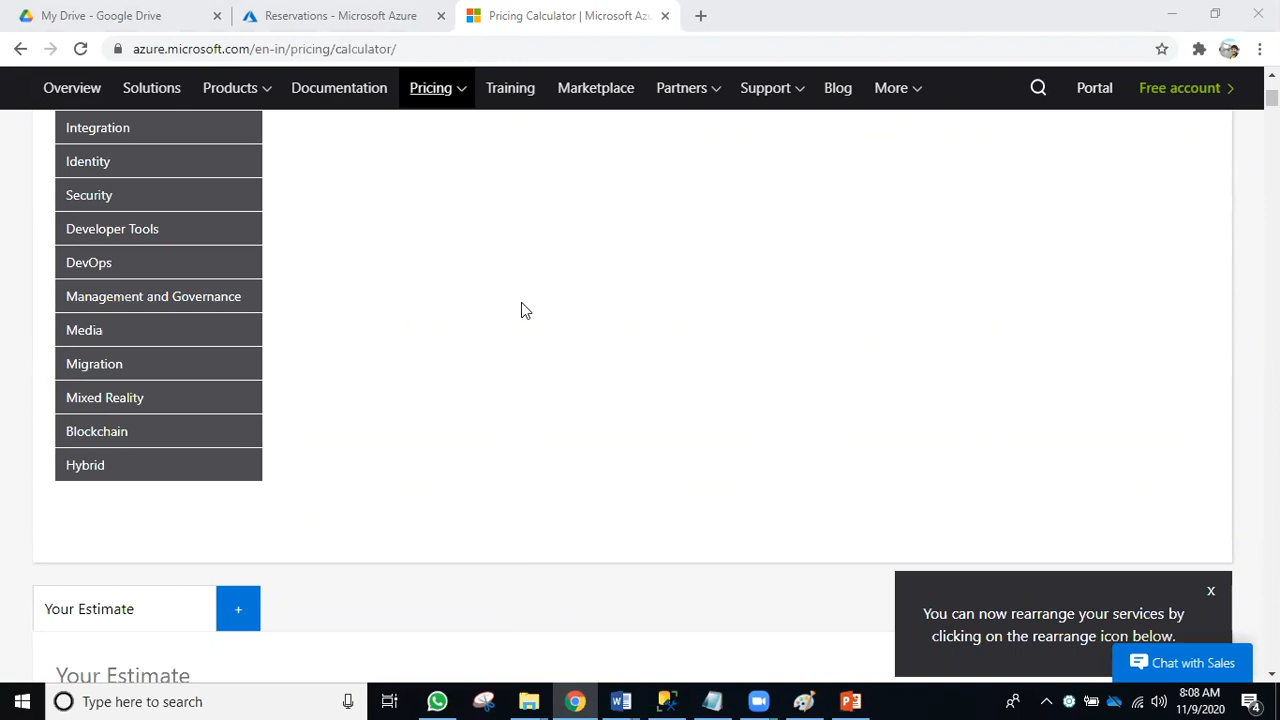 My Drive - Google Drive
Reservations - Microsoft Azure
Pricing Calculator | Microsoft Azu
azure.microsoft.com/en-in/pricing/calculator/
Overview Solutions Products Documentation Pricing Training Marketplace Partners Support Blog More Portal Free account
Integration
Identity
Security
Developer Tools
DevOps
Management and Governance
Media
Migration
Mixed Reality
Blockchain
Hybrid
Your Estimate +
x
You can now rearrange your services by
clicking on the rearrange icon below.
Chat with Sales
Your Estimate
Type here to search
8:08 AM
11/9/2020
4